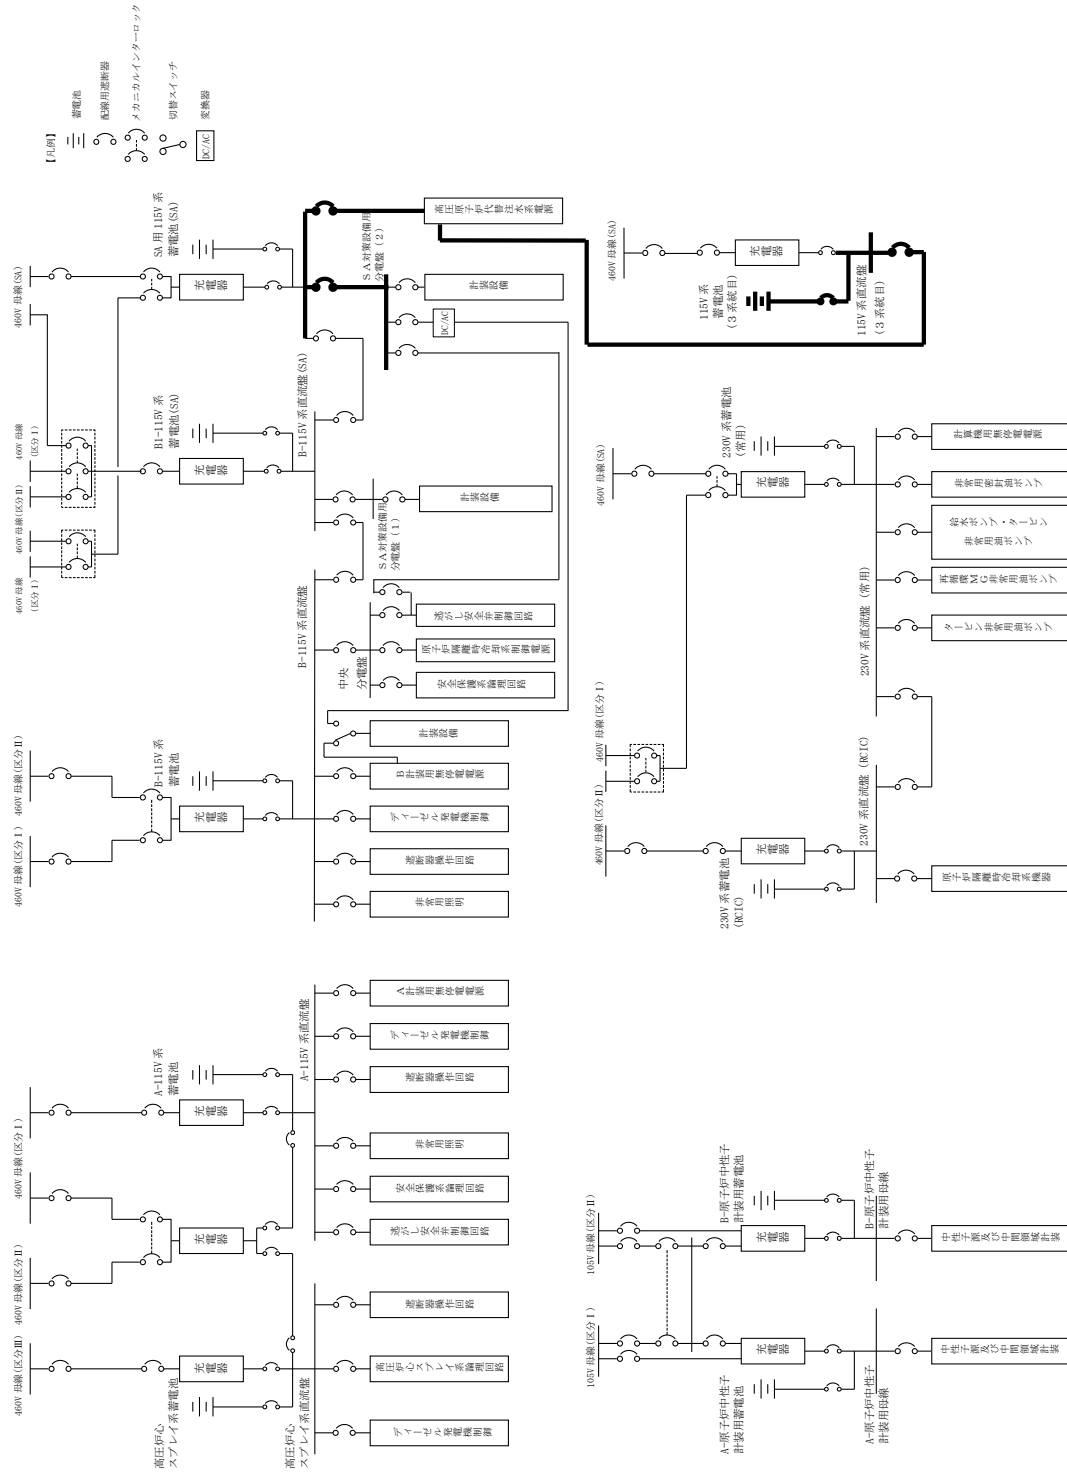 【凡例】
蓄電池
配線用遮断器
メカニカルインターロック
切替スイッチ
DC/AC
変換器
460V 母線(SA)
SA 用 115V 系
蓄電池(SA)
充電器
460V 母線
(区分Ⅰ)
460V 母線(区分Ⅱ)
460V 母線
(区分Ⅰ)
B1-115V 系
蓄電池(SA)
充電器
B-115V 系直流盤(SA)
SA対策設備用
分電盤(2)
高圧原子炉代替注水系電源
計装設備
DC/AC
SA対策設備用
分電盤(1)
計装設備
460V 母線(区分Ⅱ)
460V 母線(区分Ⅰ)
B-115V 系
蓄電池
充電器
B-115V 系直流盤
中央
分電盤
逃がし安全弁制御回路
原子炉隔離時冷却系制御電源
安全保護系論理回路
計装設備
B計装用無停電電源
ディーゼル発電機制御
遮断器操作回路
非常用照明
460V 母線(区分Ⅰ)
460V 母線(区分Ⅱ)
460V 母線(区分Ⅲ)
A-115V 系
蓄電池
充電器
充電器
充電器
高圧炉心
スプレイ系蓄電池
A-115V 系直流盤
高圧炉心
スプレイ系直流盤
A計装用無停電電源
ディーゼル発電機制御
遮断器操作回路
非常用照明
安全保護系論理回路
逃がし安全弁制御回路
遮断器操作回路
高圧炉心スプレイ系論理回路
ディーゼル発電機制御
460V 母線(SA)
充電器
115V 系
蓄電池
(3系統目)
115V 系直流盤
(3系統目)
460V 母線(SA)
230V 系蓄電池
(常用)
充電器
230V 系直流盤 (常用)
計算機用無停電電源
非常用密封油ポンプ
給水ポンプ・タービン
非常用油ポンプ
再循環MG非常用油ポンプ
タービン非常用油ポンプ
460V 母線(区分Ⅰ)
460V 母線(区分Ⅱ)
充電器
230V 系蓄電池
(RCIC)
230V 系直流盤 (RCIC)
原子炉隔離時冷却系機器
105V 母線(区分Ⅱ)
105V 母線(区分Ⅰ)
B-原子炉中性子
計装用蓄電池
充電器
A-原子炉中性子
計装用蓄電池
充電器
B-原子炉中性子
計装用母線
A-原子炉中性子
計装用母線
中性子源及び中間領域計装
中性子源及び中間領域計装